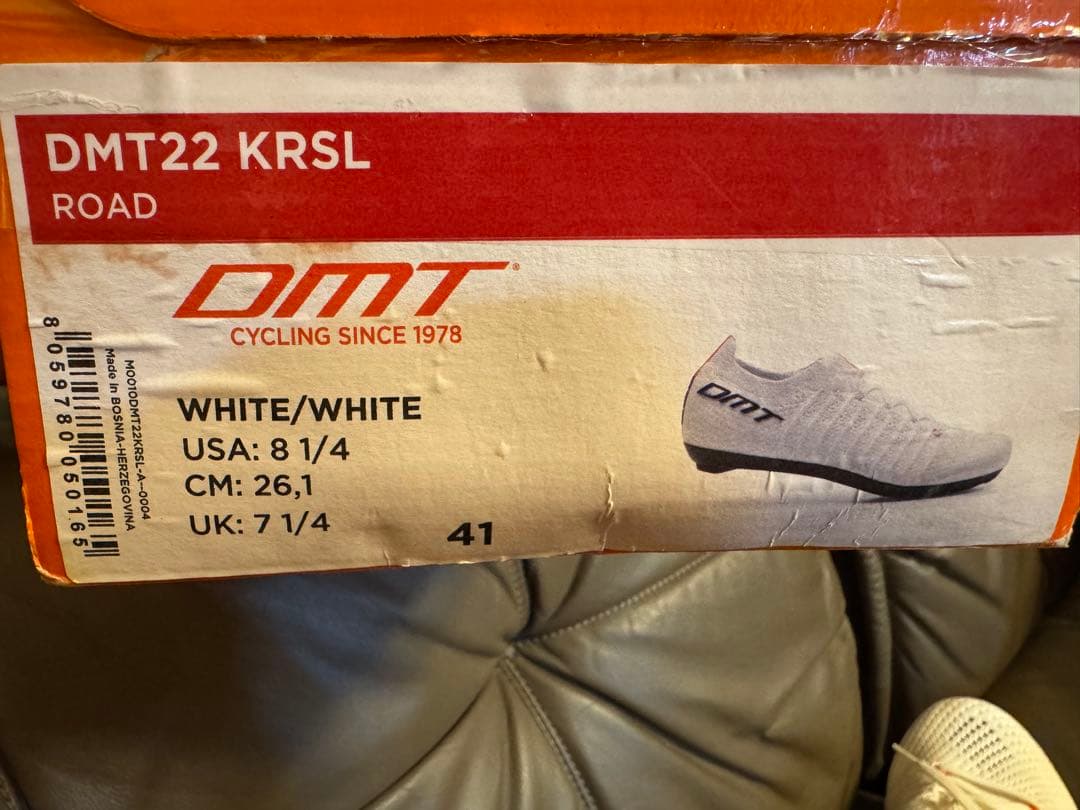 DMT22 KRSL
ROAD
DMT®
CYCLING SINCE 1978
WHITE/WHITE
USA: 8 1/4
CM: 26,1
UK: 7 1/4
41
M0010DMT22KRSL-A--0004
Made in BOSNIA-HERZEGOVINA
8 059780 050165
DMT